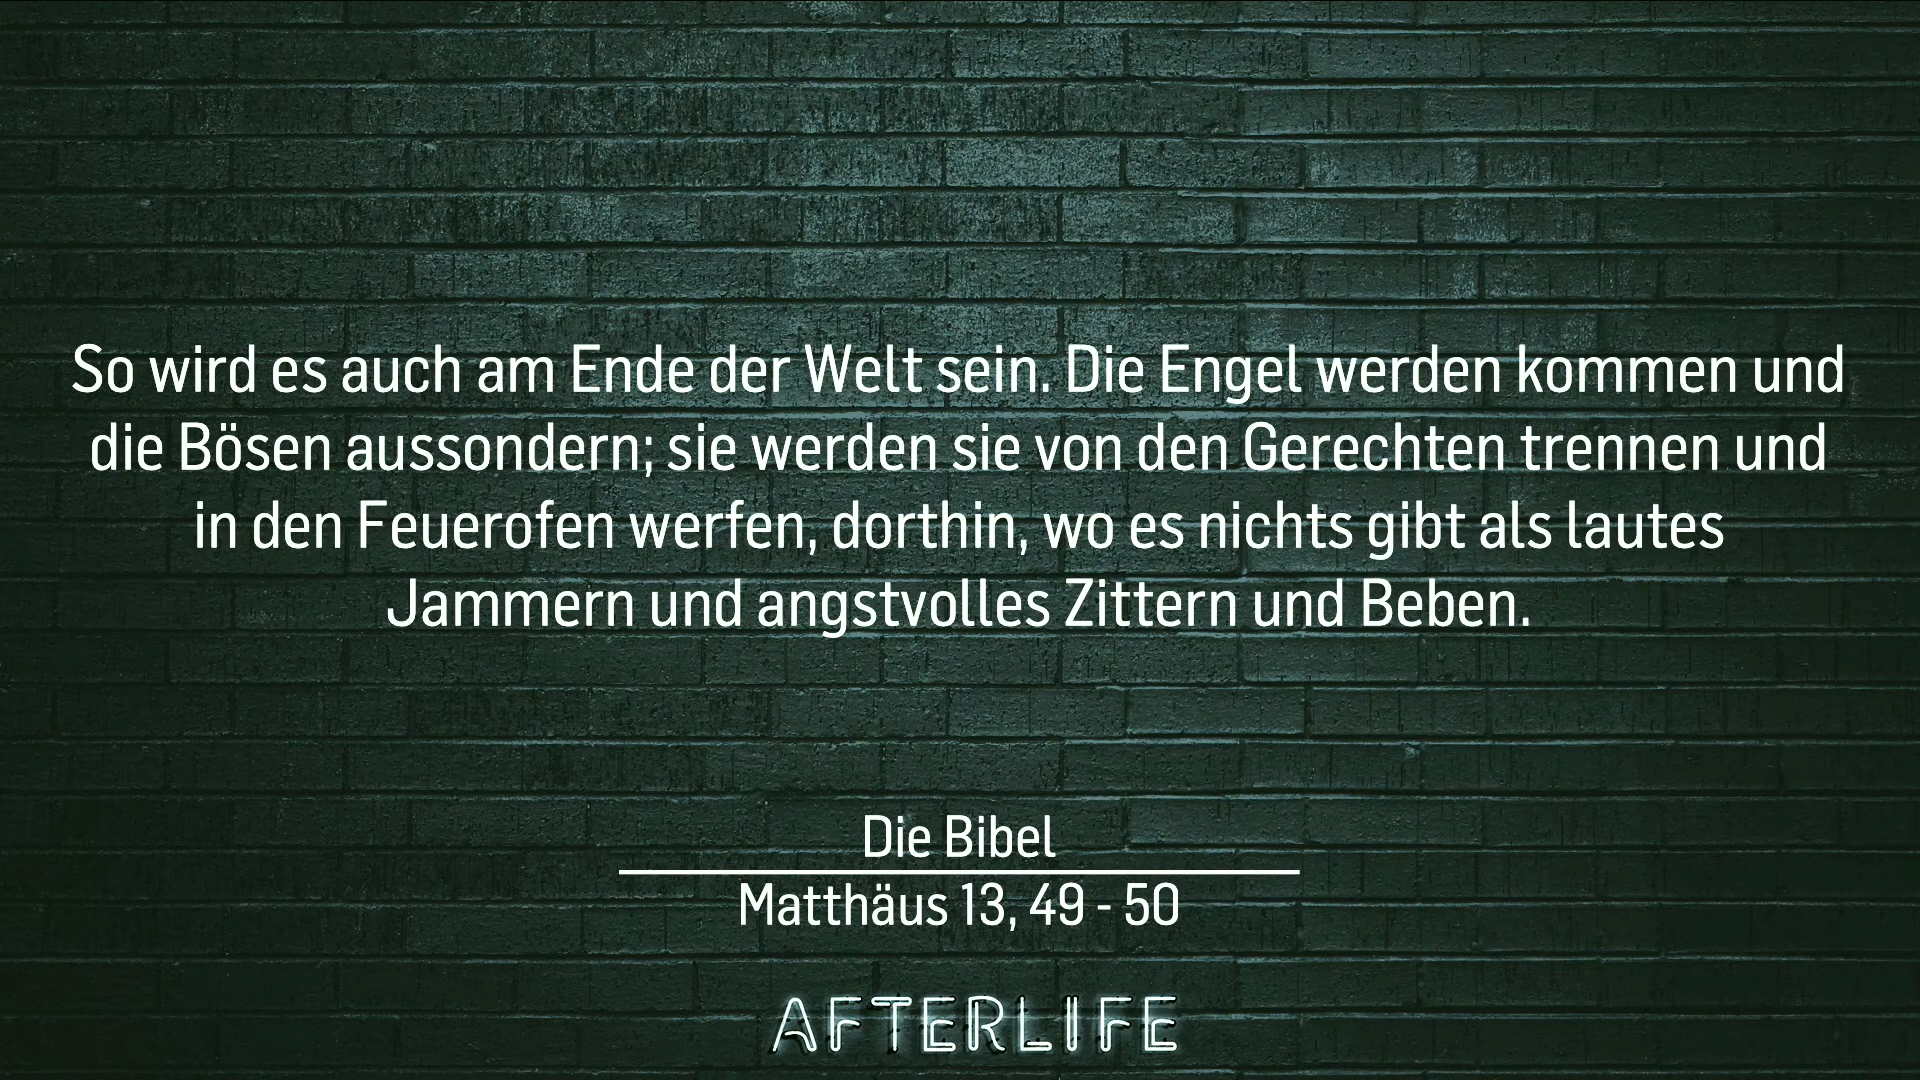 So wird es auch am Ende der Welt sein. Die Engel werden kommen und
die Bösen aussondern; sie werden sie von den Gerechten trennen und
in den Feuerofen werfen, dorthin, wo es nichts gibt als lautes
Jammern und angstvolles Zittern und Beben.
Die Bibel
Matthäus 13, 49 - 50
AFTERLIFE